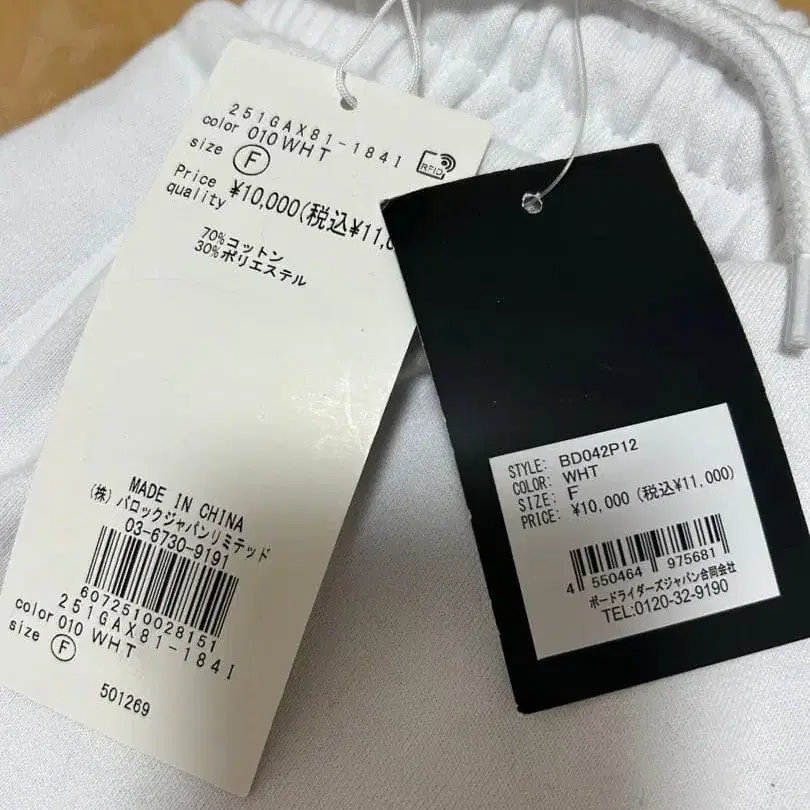 251GAX81-184I
color 010 WHT
size F
RFID
Price ¥10,000(税込¥11,0
quality
70%コットン
30%ポリエステル
MADE IN CHINA
(株)バロックジャパンリミテッド
03-6730-9191
6072510028151
251GAX81-184I
color 010 WHT
size F
501269
STYLE: BD042P12
COLOR: WHT
SIZE: F
PRICE: ¥10,000 (税込¥11,000)
4 550464 975681
ボードライダーズジャパン合同会社
TEL:0120-32-9190